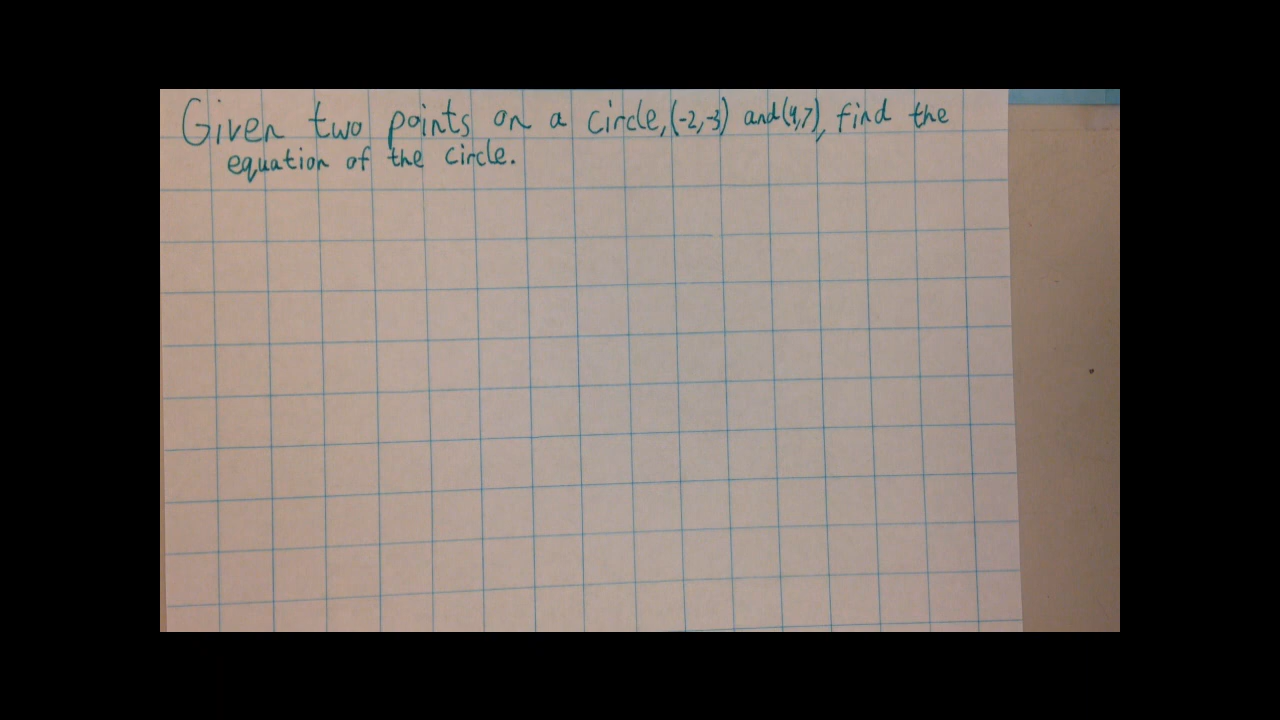 Given two points on a circle, (-2,-3) and (4,7), find the
equation of the circle.